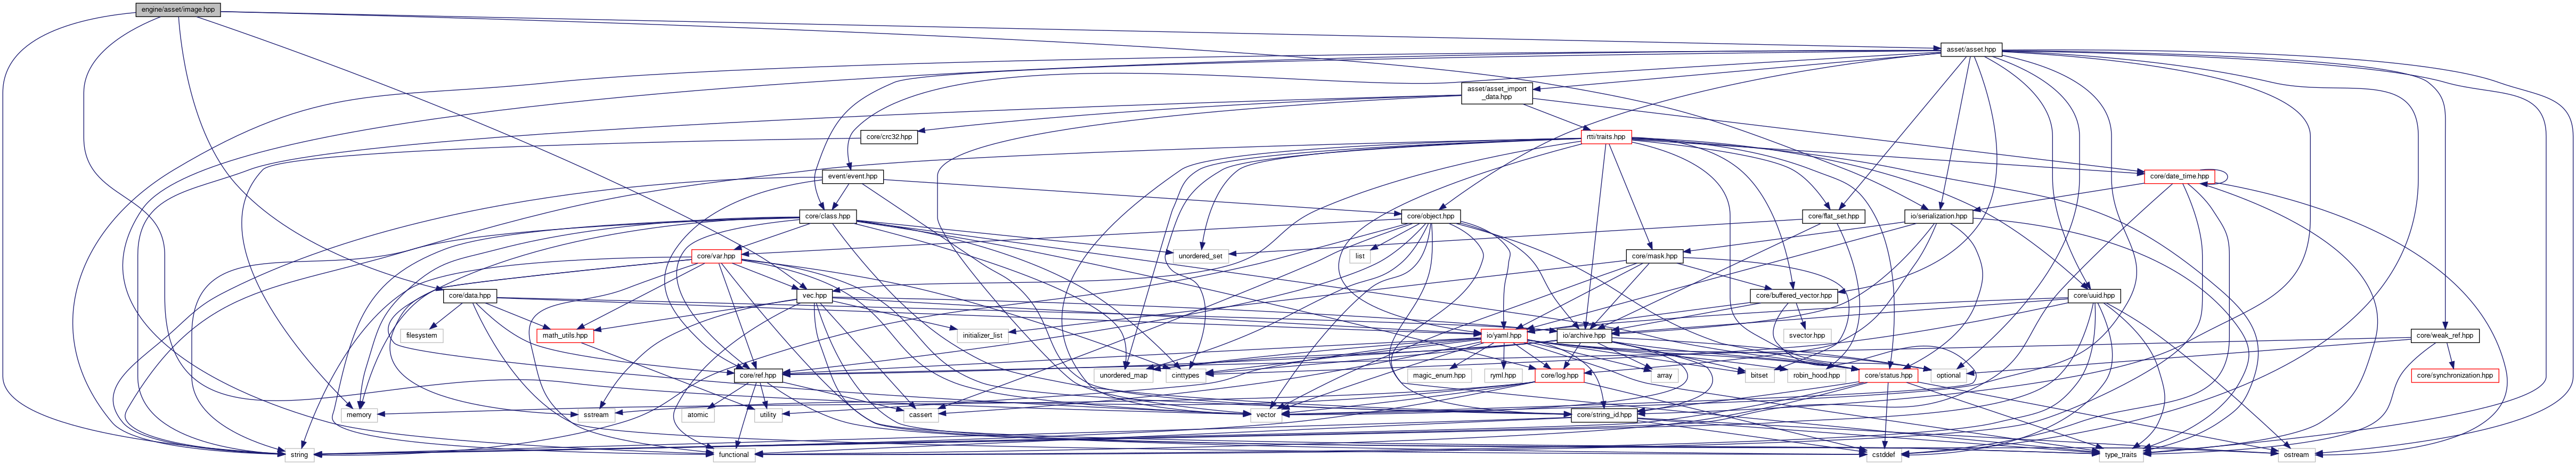 engine/asset/image.hpp
asset/asset.hpp
asset/asset_import
_data.hpp
core/crc32.hpp
rtti/traits.hpp
event/event.hpp
core/date_time.hpp
core/class.hpp
core/object.hpp
core/flat_set.hpp
io/serialization.hpp
core/var.hpp
unordered_set
list
core/mask.hpp
core/data.hpp
vec.hpp
core/buffered_vector.hpp
core/uuid.hpp
filesystem
math_utils.hpp
initializer_list
io/yaml.hpp
io/archive.hpp
svector.hpp
core/weak_ref.hpp
core/ref.hpp
unordered_map
cinttypes
magic_enum.hpp
ryml.hpp
core/log.hpp
array
bitset
robin_hood.hpp
core/status.hpp
optional
core/synchronization.hpp
memory
sstream
atomic
utility
cassert
vector
core/string_id.hpp
string
functional
cstddef
type_traits
ostream